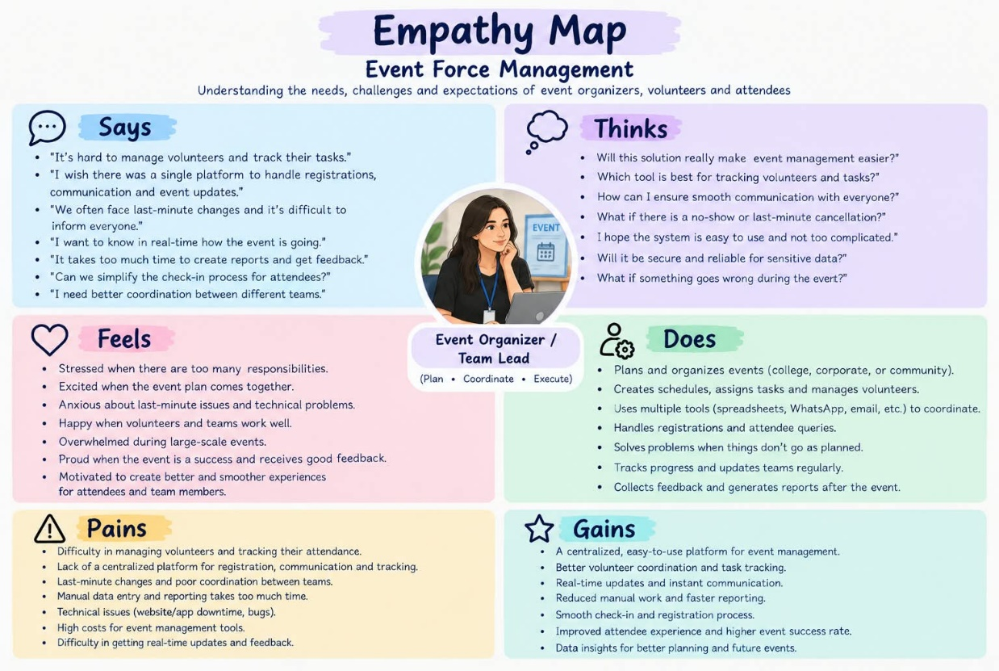 Empathy Map
Event Force Management
Understanding the needs, challenges and expectations of event organizers, volunteers and attendees
Says
• "It's hard to manage volunteers and track their tasks."
• "I wish there was a single platform to handle registrations,
communication and event updates."
• "We often face last-minute changes and it's difficult to
inform everyone."
• "I want to know in real-time how the event is going."
• "It takes too much time to create reports and get feedback."
• "Can we simplify the check-in process for attendees?"
• "I need better coordination between different teams."
Thinks
• Will this solution really make event management easier?"
• Which tool is best for tracking volunteers and tasks?"
• How can I ensure smooth communication with everyone?"
• What if there is a no-show or last-minute cancellation?"
• I hope the system is easy to use and not too complicated."
• Will it be secure and reliable for sensitive data?"
• What if something goes wrong during the event?"
EVENT
Event Organizer /
Team Lead
(Plan • Coordinate • Execute)
Feels
• Stressed when there are too many responsibilities.
• Excited when the event plan comes together.
• Anxious about last-minute issues and technical problems.
• Happy when volunteers and teams work well.
• Overwhelmed during large-scale events.
• Proud when the event is a success and receives good feedback.
• Motivated to create better and smoother experiences
for attendees and team members.
Does
• Plans and organizes events (college, corporate, or community).
• Creates schedules, assigns tasks and manages volunteers.
• Uses multiple tools (spreadsheets, WhatsApp, email, etc.) to coordinate.
• Handles registrations and attendee queries.
• Solves problems when things don't go as planned.
• Tracks progress and updates teams regularly.
• Collects feedback and generates reports after the event.
Pains
• Difficulty in managing volunteers and tracking their attendance.
• Lack of a centralized platform for registration, communication and tracking.
• Last-minute changes and poor coordination between teams.
• Manual data entry and reporting takes too much time.
• Technical issues (website/app downtime, bugs).
• High costs for event management tools.
• Difficulty in getting real-time updates and feedback.
Gains
• A centralized, easy-to-use platform for event management.
• Better volunteer coordination and task tracking.
• Real-time updates and instant communication.
• Reduced manual work and faster reporting.
• Smooth check-in and registration process.
• Improved attendee experience and higher event success rate.
• Data insights for better planning and future events.